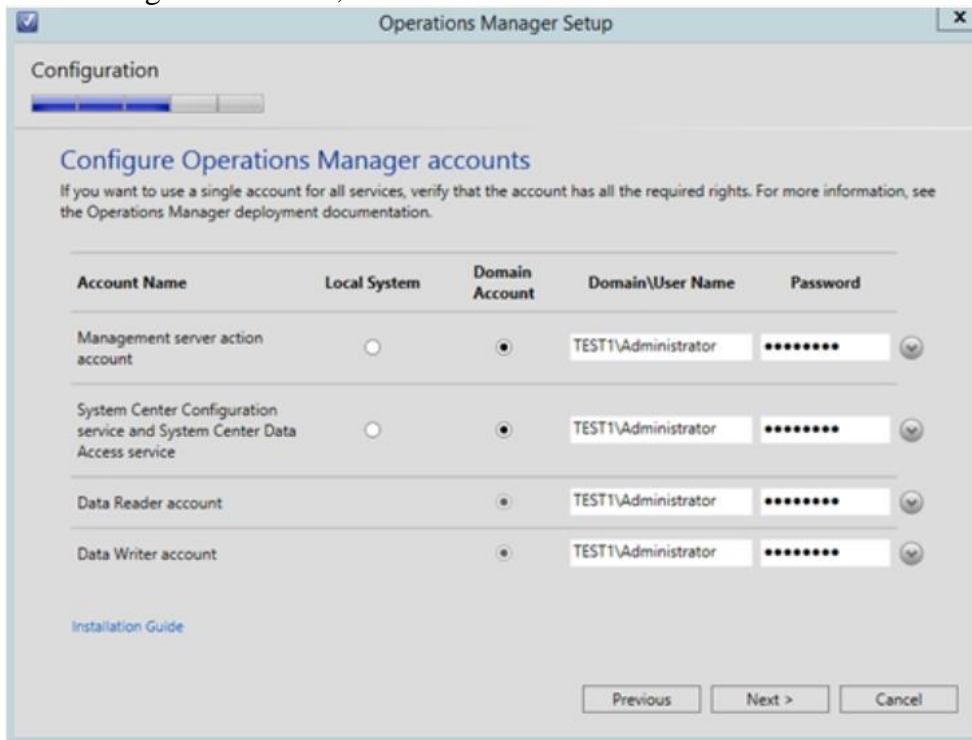 Operations Manager Setup
x
Configuration
Configure Operations Manager accounts
If you want to use a single account for all services, verify that the account has all the required rights. For more information, see
the Operations Manager deployment documentation.
Account Name Local System Domain Account Domain\User Name Password
Management server action
account
TEST1\Administrator ••••••••
System Center Configuration
service and System Center Data
Access service
TEST1\Administrator ••••••••
Data Reader account TEST1\Administrator ••••••••
Data Writer account TEST1\Administrator ••••••••
Installation Guide
Previous Next > Cancel